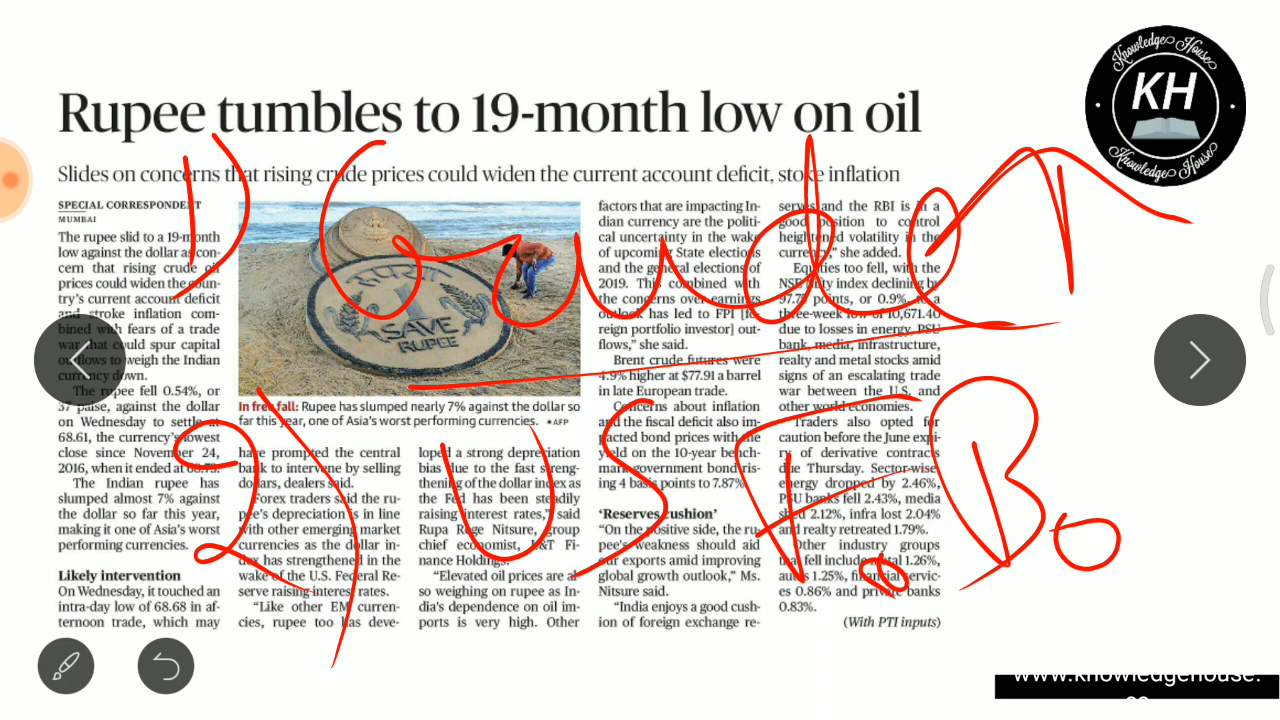 Knowledge House
KH
Knowledge House
Rupee tumbles to 19-month low on oil
Slides on concerns that rising crude prices could widen the current account deficit, stoke inflation
SPECIAL CORRESPONDENT
MUMBAI
The rupee slid to a 19-month
low against the dollar as con-
cern that rising crude oil
prices could widen the coun-
try's current account deficit
and stroke inflation com-
bined with fears of a trade
war that could spur capital
outflows to weigh the Indian
currency down.
The rupee fell 0.54%, or
37 paise, against the dollar
on Wednesday to settle at
68.61, the currency's lowest
close since November 24,
2016, when it ended at 68.73.
The Indian rupee has
slumped almost 7% against
the dollar so far this year,
making it one of Asia's worst
performing currencies.
Likely intervention
On Wednesday, it touched an
intra-day low of 68.68 in af-
ternoon trade, which may
रुपया
1
SAVE
RUPEE
In free fall: Rupee has slumped nearly 7% against the dollar so
far this year, one of Asia's worst performing currencies. •AFP
have prompted the central
bank to intervene by selling
dollars, dealers said.
Forex traders said the ru-
pee's depreciation is in line
with other emerging market
currencies as the dollar in-
dex has strengthened in the
wake of the U.S. Federal Re-
serve raising interest rates.
"Like other EM curren-
cies, rupee too has deve-
loped a strong depreciation
bias due to the fast streng-
thening of the dollar index as
the Fed has been steadily
raising interest rates," said
Rupa Rege Nitsure, group
chief economist, L&T Fi-
nance Holdings.
"Elevated oil prices are al-
so weighing on rupee as In-
dia's dependence on oil im-
ports is very high. Other
factors that are impacting In-
dian currency are the politi-
cal uncertainty in the wake
of upcoming State elections
and the general elections of
2019. This combined with
the concerns over earnings
outlook has led to FPI [fo-
reign portfolio investor] out-
flows," she said.
Brent crude futures were
4.9% higher at $77.91 a barrel
in late European trade.
Concerns about inflation
and the fiscal deficit also im-
pacted bond prices with the
yield on the 10-year bench-
mark government bond ris-
ing 4 basis points to 7.87%.
'Reserves cushion'
"On the positive side, the ru-
pee's weakness should aid
our exports amid improving
global growth outlook," Ms.
Nitsure said.
"India enjoys a good cush-
ion of foreign exchange re-
serves and the RBI is in a
good position to control
heightened volatility in the
currency," she added.
Equities too fell, with the
NSE Nifty index declining by
97.75 points, or 0.9%, to a
three-week low of 10,671.40
due to losses in energy, PSU
bank, media, infrastructure,
realty and metal stocks amid
signs of an escalating trade
war between the U.S. and
other world economies.
Traders also opted for
caution before the June expi-
ry of derivative contracts
due Thursday. Sector-wise,
energy dropped by 2.46%,
PSU banks fell 2.43%, media
shed 2.12%, infra lost 2.04%
and realty retreated 1.79%.
Other industry groups
that fell include metal 1.26%,
autos 1.25%, financial servic-
es 0.86% and private banks
0.83%.
(With PTI inputs)
1) Crude ↑
2) US F.B.
www.knowledgehouse.